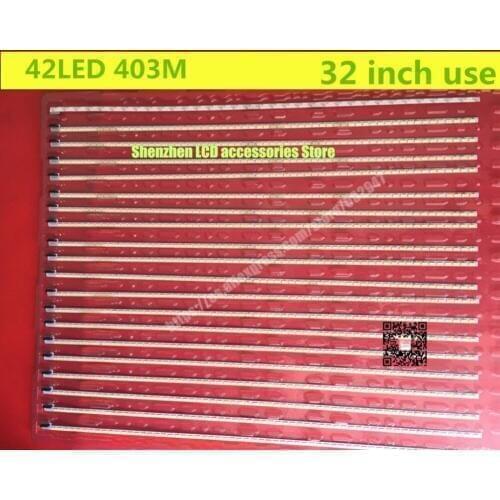 42LED 403M
32 inch use
Shenzhen LCD accessories Store